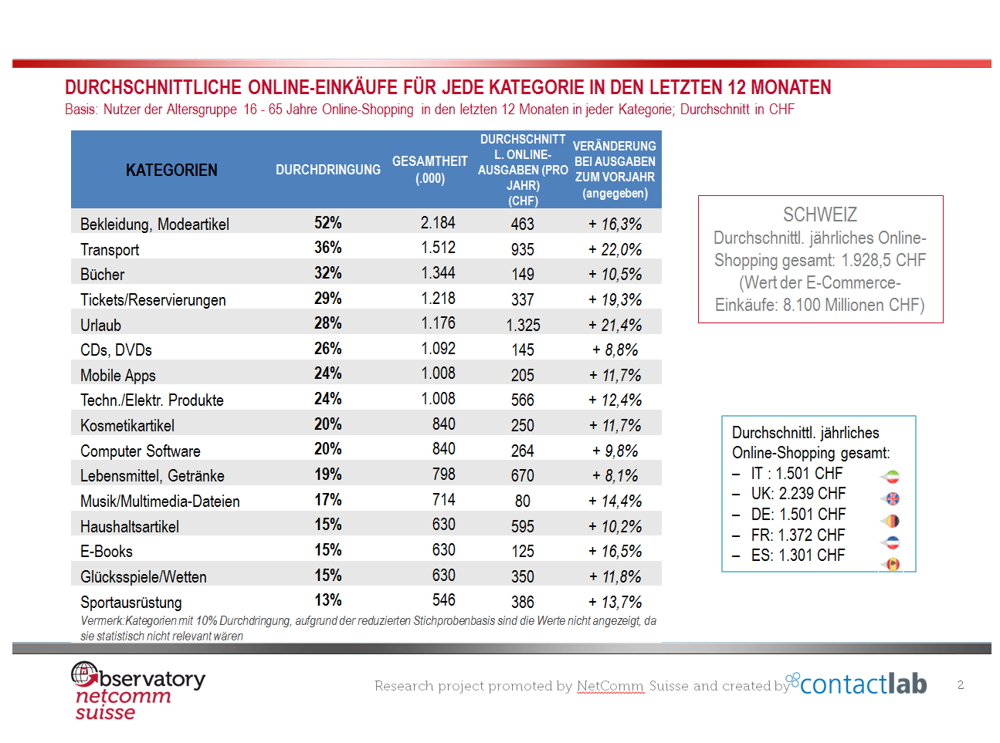 DURCHSCHNITTLICHE ONLINE-EINKÄUFE FÜR JEDE KATEGORIE IN DEN LETZTEN 12 MONATEN
Basis: Nutzer der Altersgruppe 16 - 65 Jahre Online-Shopping in den letzten 12 Monaten in jeder Kategorie; Durchschnitt in CHF
KATEGORIEN
DURCHDRINGUNG
GESAMTHEIT
(.000)
DURCHSCHNITT
L. ONLINE-
AUSGABEN (PRO
JAHR)
(CHF)
VERÄNDERUNG
BEI AUSGABEN
ZUM VORJAHR
(angegeben)
Bekleidung, Modeartikel 52% 2.184 463 + 16,3%
Transport 36% 1.512 935 + 22,0%
Bücher 32% 1.344 149 + 10,5%
Tickets/Reservierungen 29% 1.218 337 + 19,3%
Urlaub 28% 1.176 1.325 + 21,4%
CDs, DVDs 26% 1.092 145 + 8,8%
Mobile Apps 24% 1.008 205 + 11,7%
Techn./Elektr. Produkte 24% 1.008 566 + 12,4%
Kosmetikartikel 20% 840 250 + 11,7%
Computer Software 20% 840 264 + 9,8%
Lebensmittel, Getränke 19% 798 670 + 8,1%
Musik/Multimedia-Dateien 17% 714 80 + 14,4%
Haushaltsartikel 15% 630 595 + 10,2%
E-Books 15% 630 125 + 16,5%
Glücksspiele/Wetten 15% 630 350 + 11,8%
Sportausrüstung 13% 546 386 + 13,7%
Vermerk:Kategorien mit 10% Durchdringung, aufgrund der reduzierten Stichprobenbasis sind die Werte nicht angezeigt, da
sie statistisch nicht relevant wären
SCHWEIZ
Durchschnittl. jährliches Online-
Shopping gesamt: 1.928,5 CHF
(Wert der E-Commerce-
Einkäufe: 8.100 Millionen CHF)
Durchschnittl. jährliches
Online-Shopping gesamt:
– IT : 1.501 CHF
– UK: 2.239 CHF
– DE: 1.501 CHF
– FR: 1.372 CHF
– ES: 1.301 CHF
Observatory
netcomm
suisse
Research project promoted by NetComm Suisse and created by
contactlab
2